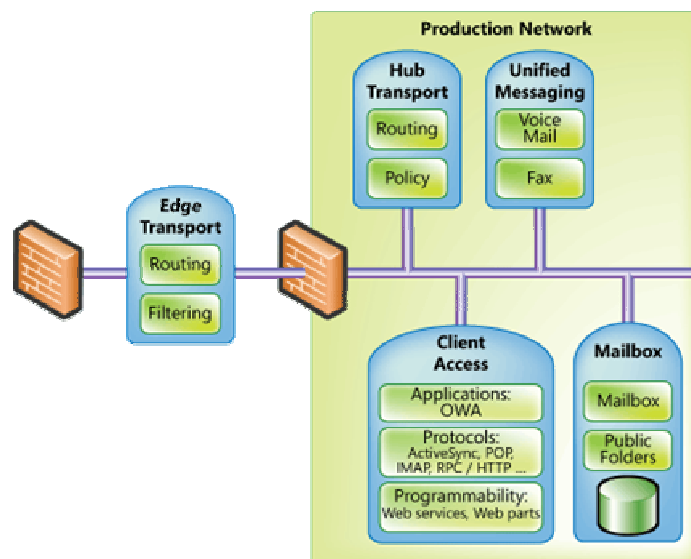 Production Network
Hub
Transport
Routing
Policy
Unified
Messaging
Voice
Mail
Fax
Edge
Transport
Routing
Filtering
Client
Access
Applications:
OWA
Protocols:
ActiveSync, POP,
IMAP, RPC / HTTP ...
Programmability:
Web services, Web parts
Mailbox
Mailbox
Public
Folders